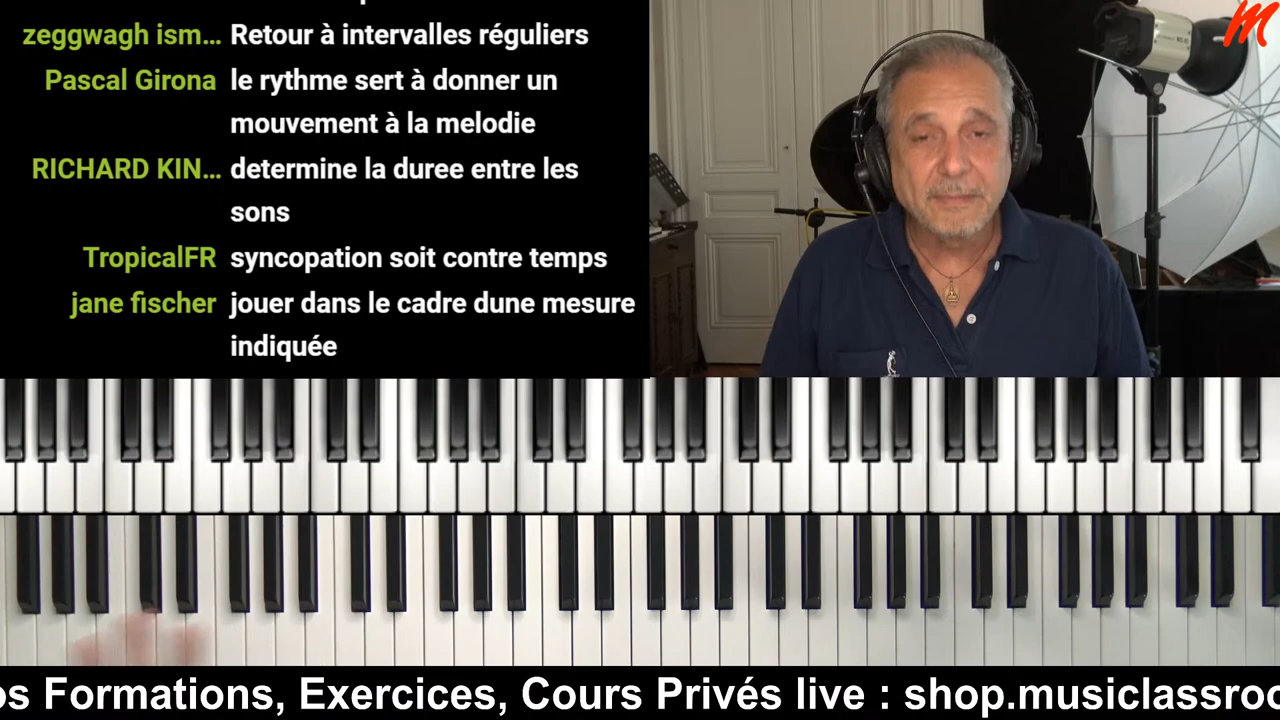 zeggwagh ism… Retour à intervalles réguliers
Pascal Girona le rythme sert à donner un
mouvement à la melodie
RICHARD KIN… determine la duree entre les
sons
TropicalFR syncopation soit contre temps
jane fischer jouer dans le cadre dune mesure
indiquée
M
Formations, Exercices, Cours Privés live :